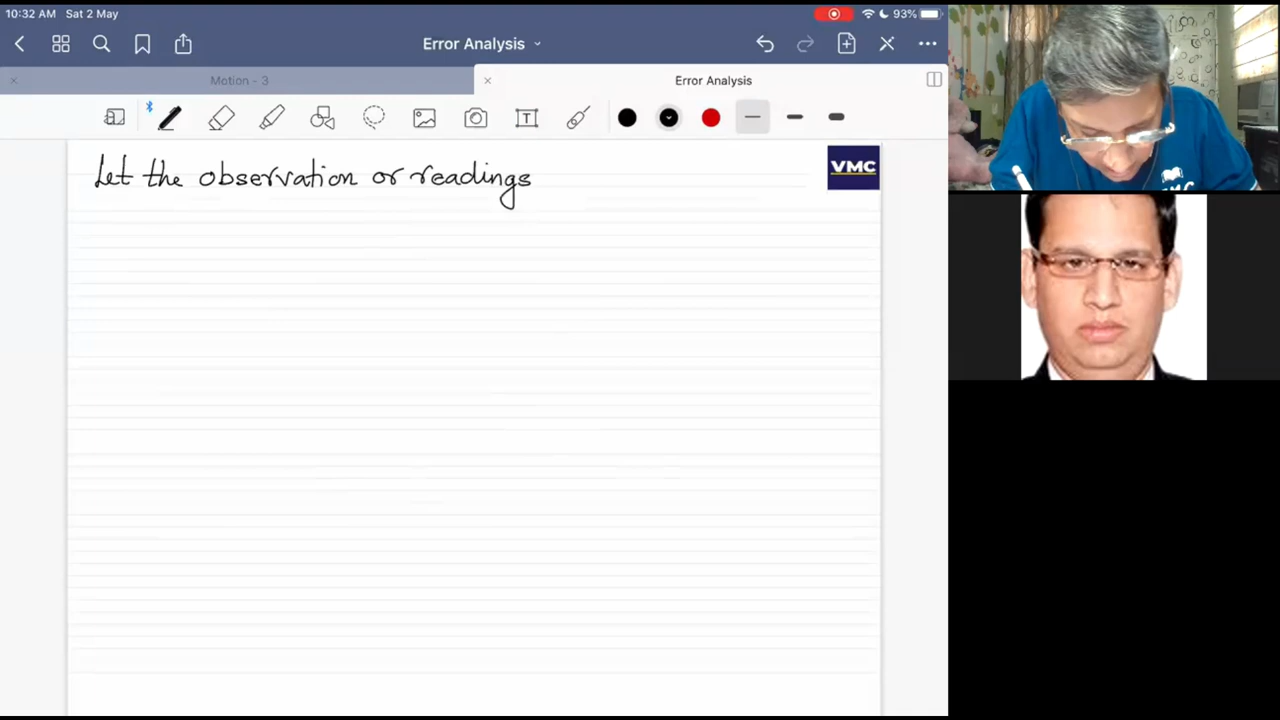 10:32 AM Sat 2 May
93%
Error Analysis
Motion - 3
Error Analysis
T
Let the observation or readings
VMC